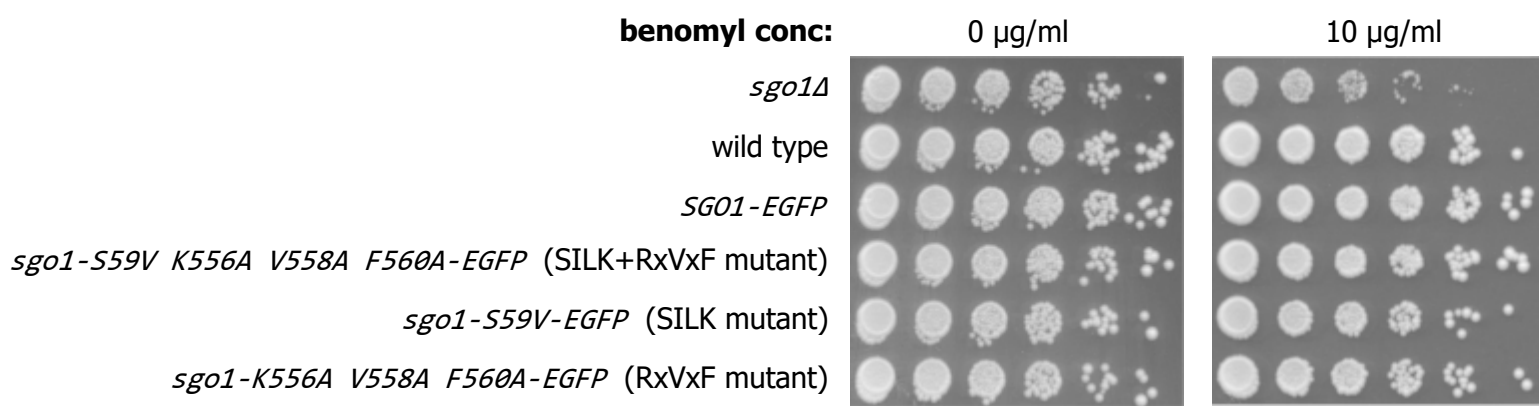 benomyl conc: 0 µg/ml 10 µg/ml
sgo1Δ
wild type
SGO1-EGFP
sgo1-S59V K556A V558A F560A-EGFP (SILK+RxVxF mutant)
sgo1-S59V-EGFP (SILK mutant)
sgo1-K556A V558A F560A-EGFP (RxVxF mutant)